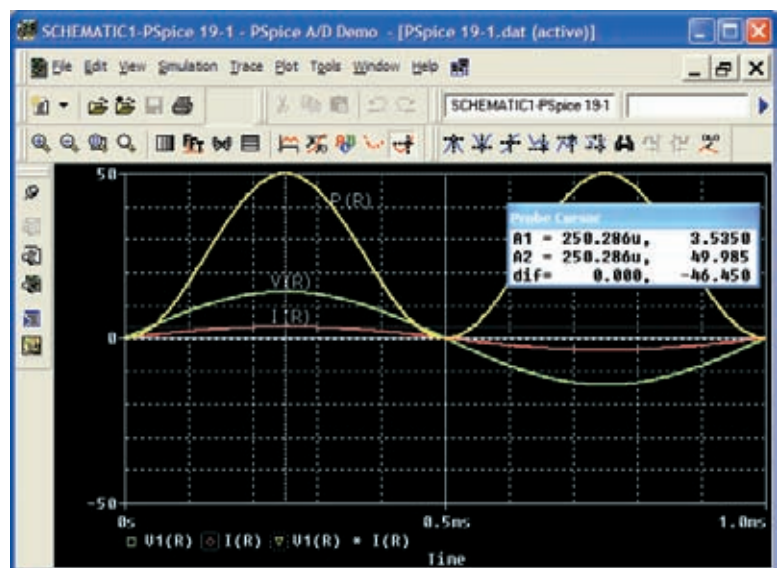 SCHEMATIC1-PSpice 19-1 - PSpice A/D Demo - [PSpice 19-1.dat (active)]
File Edit View Simulation Trace Plot Tools Window Help
SCHEMATIC1-PSpice 19-1
50
P(R)
Probe Cursor
A1 = 250.286u, 3.5350
A2 = 250.286u, 49.985
dif= 0.000, -46.450
V(R)
I(R)
0
-50
0s 0.5ms 1.0ms
V1(R) I(R) V1(R) * I(R)
Time